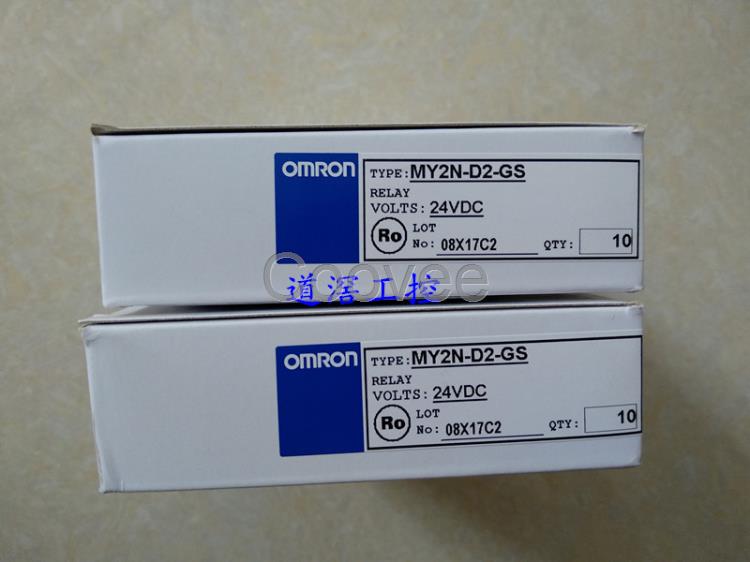 OMRON
TYPE: MY2N-D2-GS
RELAY
VOLTS: 24VDC
Ro
LOT
No: 08X17C2 QTY: 10
Coovee
道滘工控
OMRON
TYPE: MY2N-D2-GS
RELAY
VOLTS: 24VDC
Ro
LOT
No: 08X17C2 QTY: 10